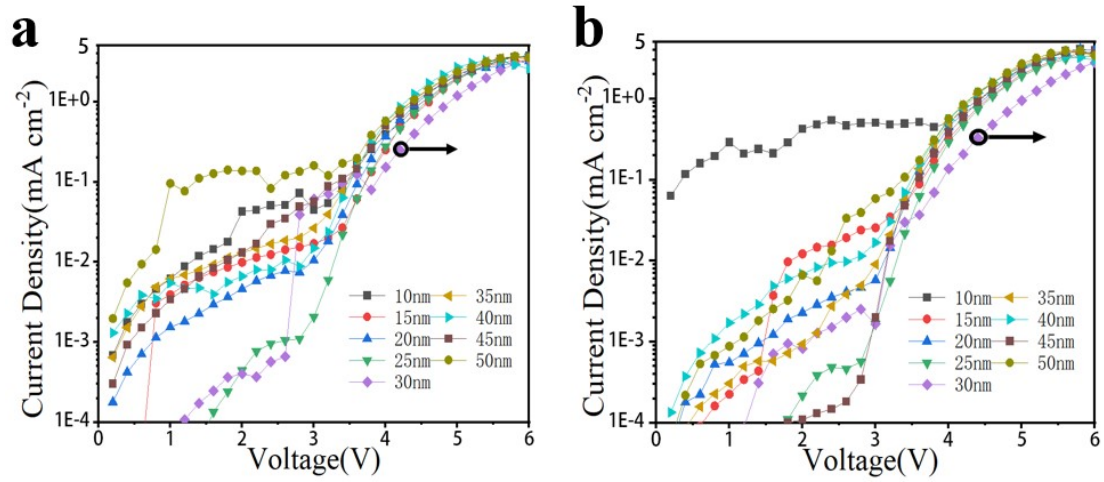 a
Current Density(mA cm-2)
5
1E+0
1E-1
1E-2
1E-3
1E-4
0 1 2 3 4 5 6
Voltage(V)
10nm 35nm
15nm 40nm
20nm 45nm
25nm 50nm
30nm
b
Current Density(mA cm-2)
5
1E+0
1E-1
1E-2
1E-3
1E-4
0 1 2 3 4 5 6
Voltage(V)
10nm 35nm
15nm 40nm
20nm 45nm
25nm 50nm
30nm